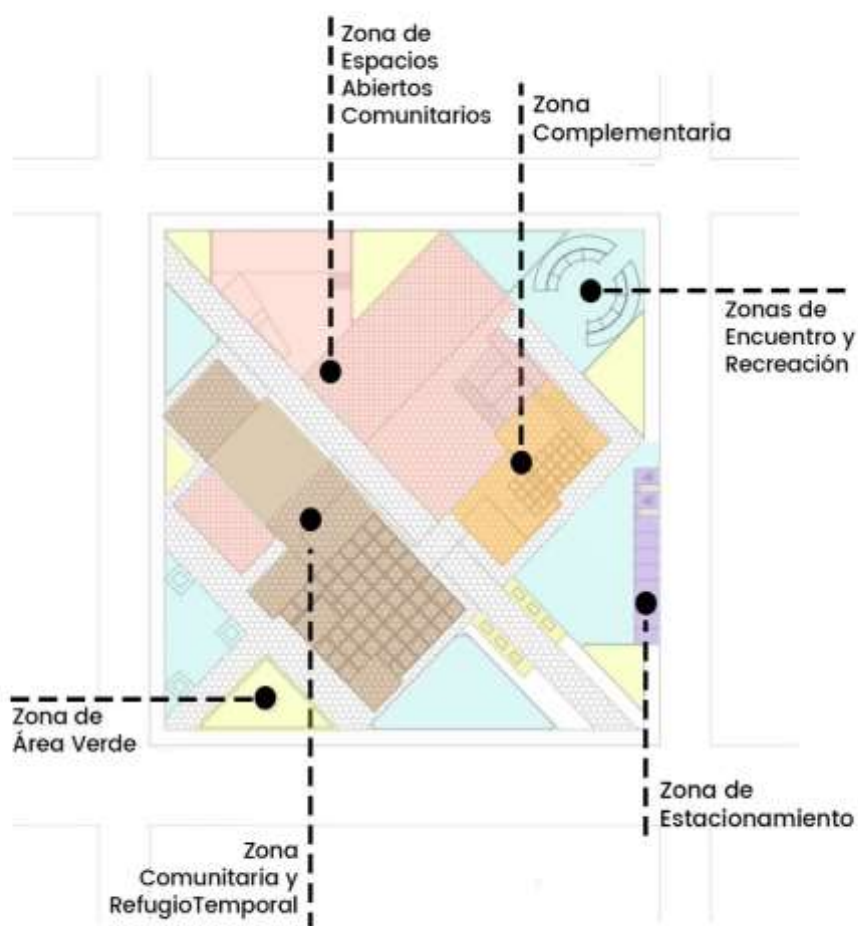 Zona de
Espacios
Abiertos
Comunitarios
Zona
Complementaria
Zonas de
Encuentro y
Recreación
Zona de
Área Verde
Zona de
Estacionamiento
Zona
Comunitaria y
RefugioTemporal